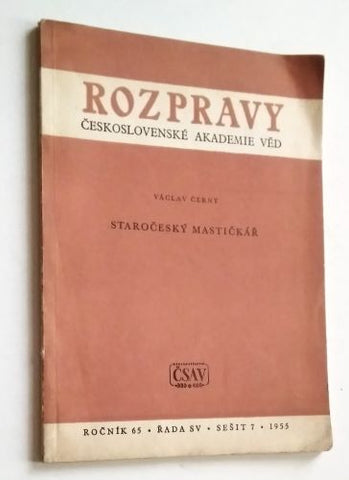 ROZPRAVY
ČESKOSLOVENSKÉ AKADEMIE VĚD
VÁCLAV ČERNÝ
STAROČESKÝ MASTIČKÁŘ
ČSAV
ROČNÍK 65 • ŘADA SV • SEŠIT 7 • 1955